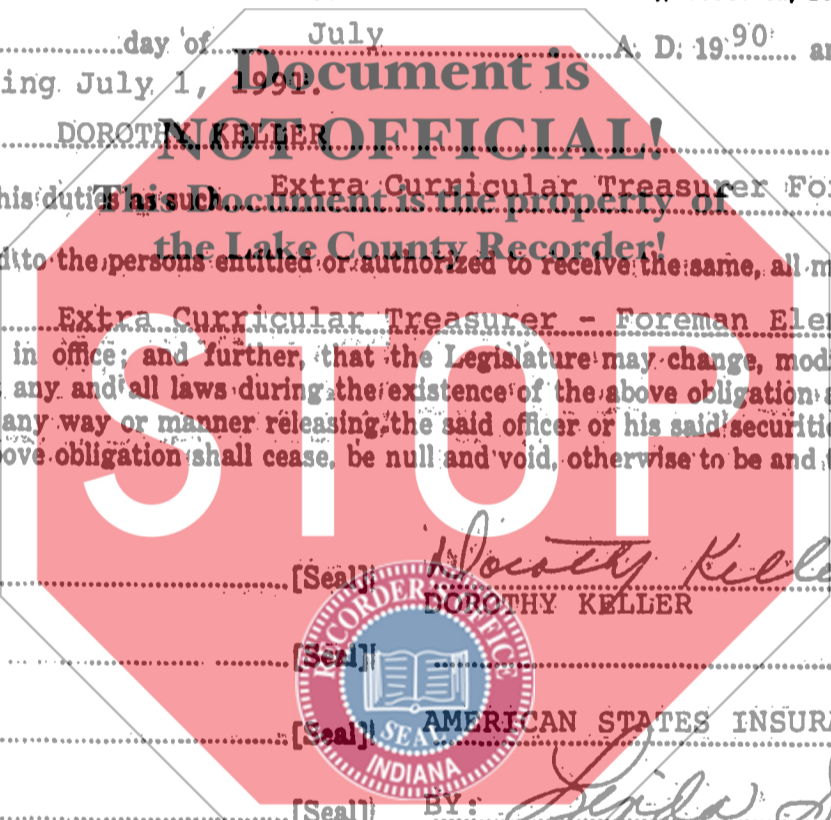 day of July A. D. 19 90 an
ing July 1, 1991.
Document is
DOROTHY KELLER
NOT OFFICIAL!
his duties as such Extra Curricular Treasurer Fo
This Document is the property of
the Lake County Recorder!
to the persons entitled or authorized to receive the same, all m
Extra Curricular Treasurer - Foreman Ele
in office; and further, that the Legislature may change, mod
any and all laws during the existence of the above obligation
any way or manner releasing the said officer or his said securiti
ove obligation shall cease, be null and void, otherwise to be and
STOP
[Seal] Dorothy Kell
DOROTHY KELLER
RECORDER'S OFFICE
[Seal]
[Seal] AMERICAN STATES INSUR
SEAL
INDIANA
[Seal] BY: Linda